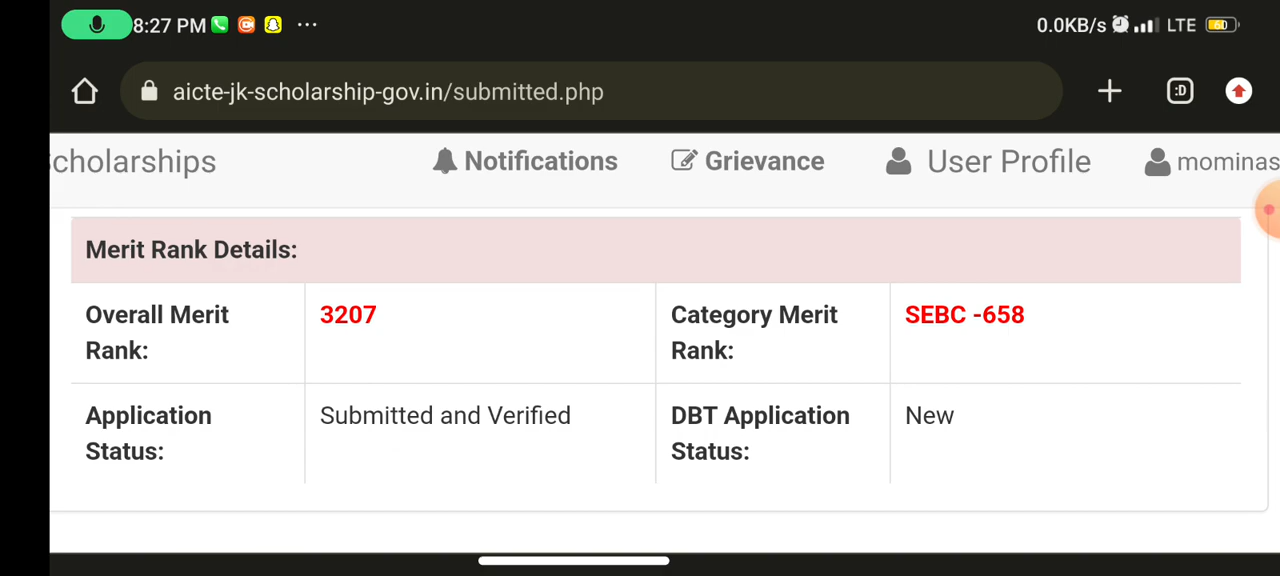 8:27 PM ... 0.0KB/s LTE 60
aicte-jk-scholarship-gov.in/submitted.php :D
cholarships Notifications Grievance User Profile mominas
Merit Rank Details:
Overall Merit Rank: 3207 Category Merit Rank: SEBC -658
Application Status: Submitted and Verified DBT Application Status: New